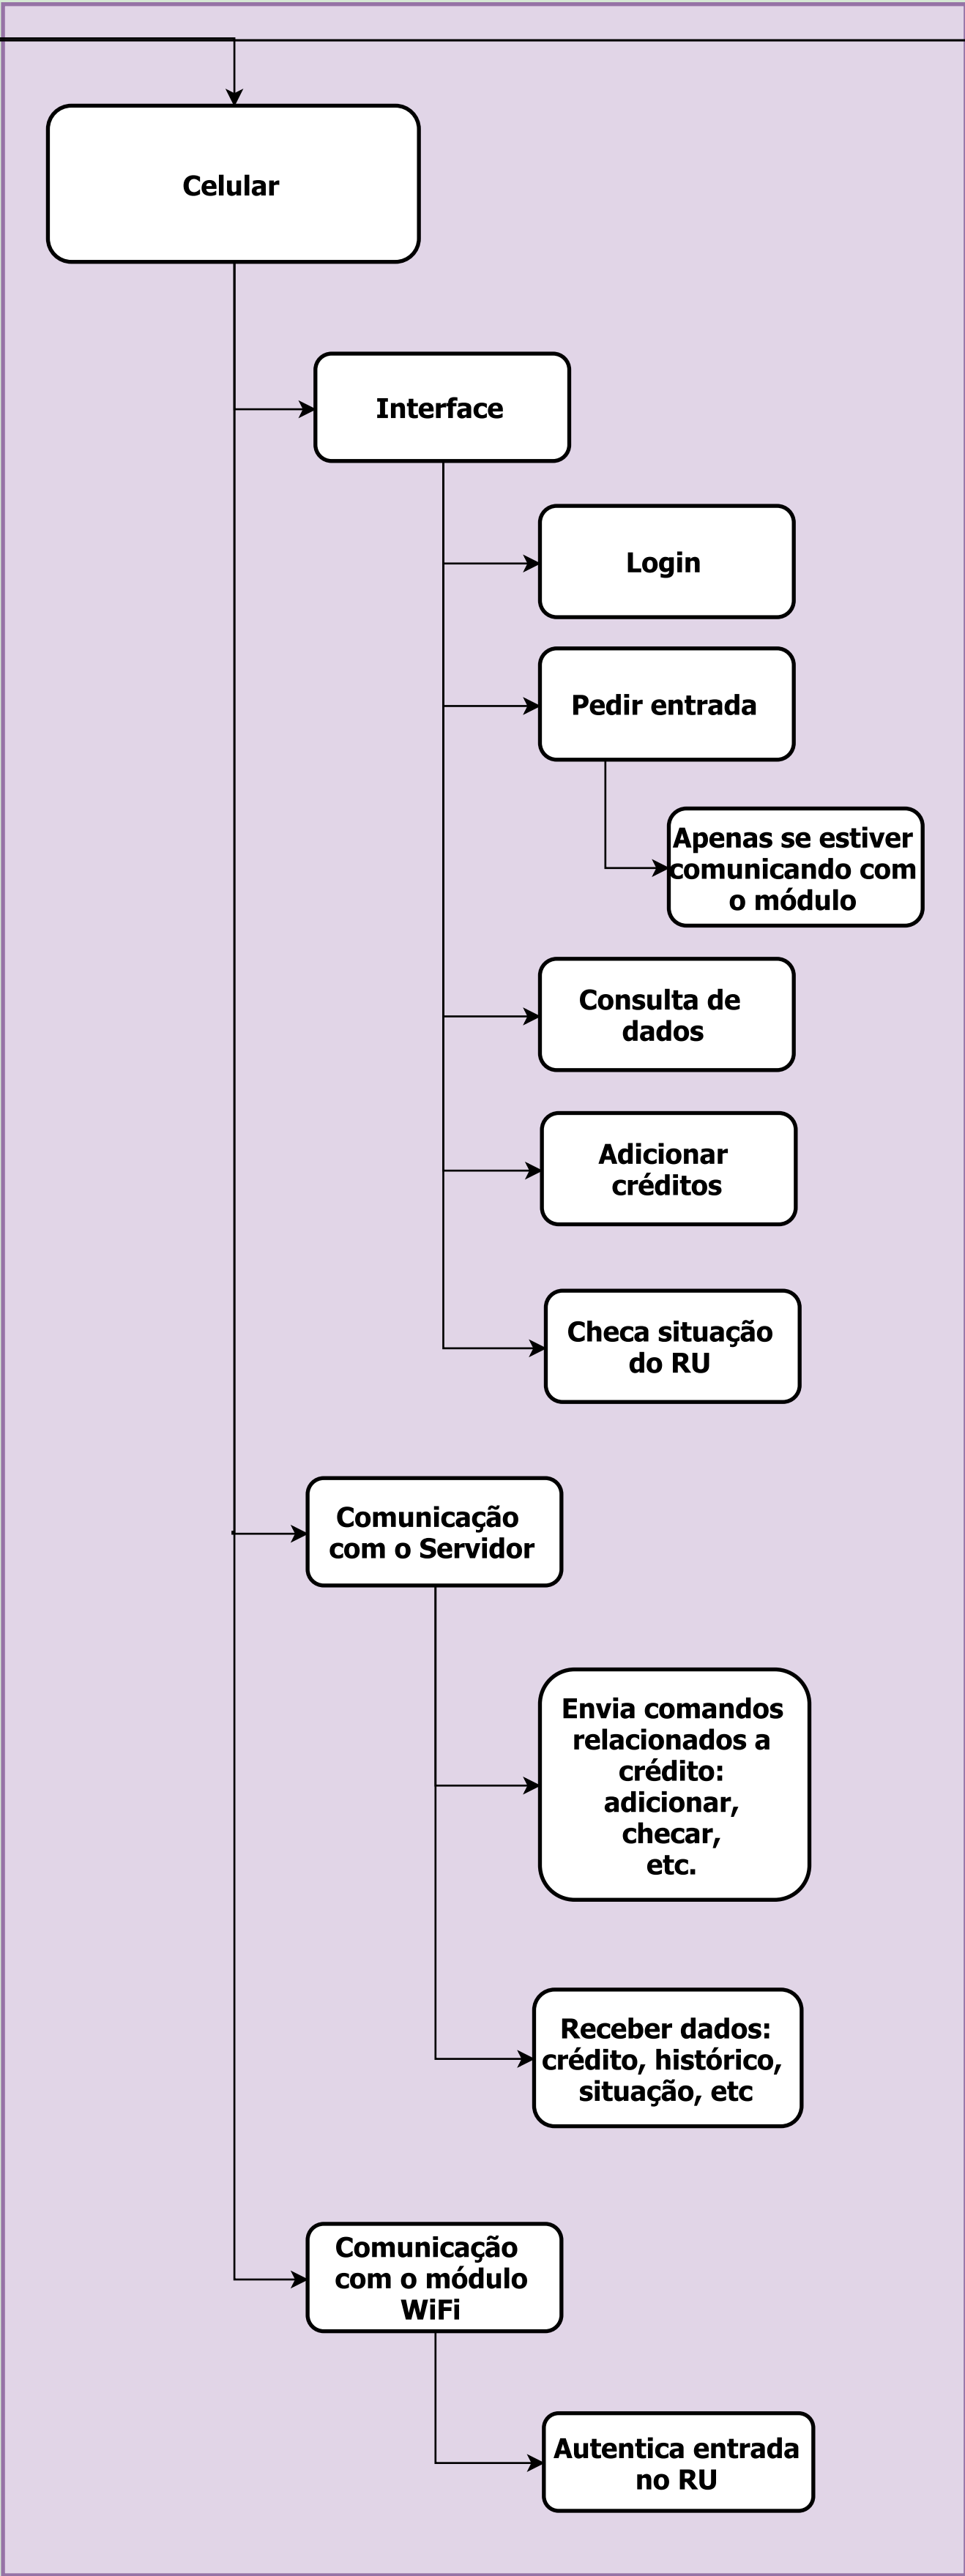 Celular
Interface
Login
Pedir entrada
Apenas se estiver
comunicando com
o módulo
Consulta de
dados
Adicionar
créditos
Checa situação
do RU
Comunicação
com o Servidor
Envia comandos
relacionados a
crédito:
adicionar,
checar,
etc.
Receber dados:
crédito, histórico,
situação, etc
Comunicação
com o módulo
WiFi
Autentica entrada
no RU